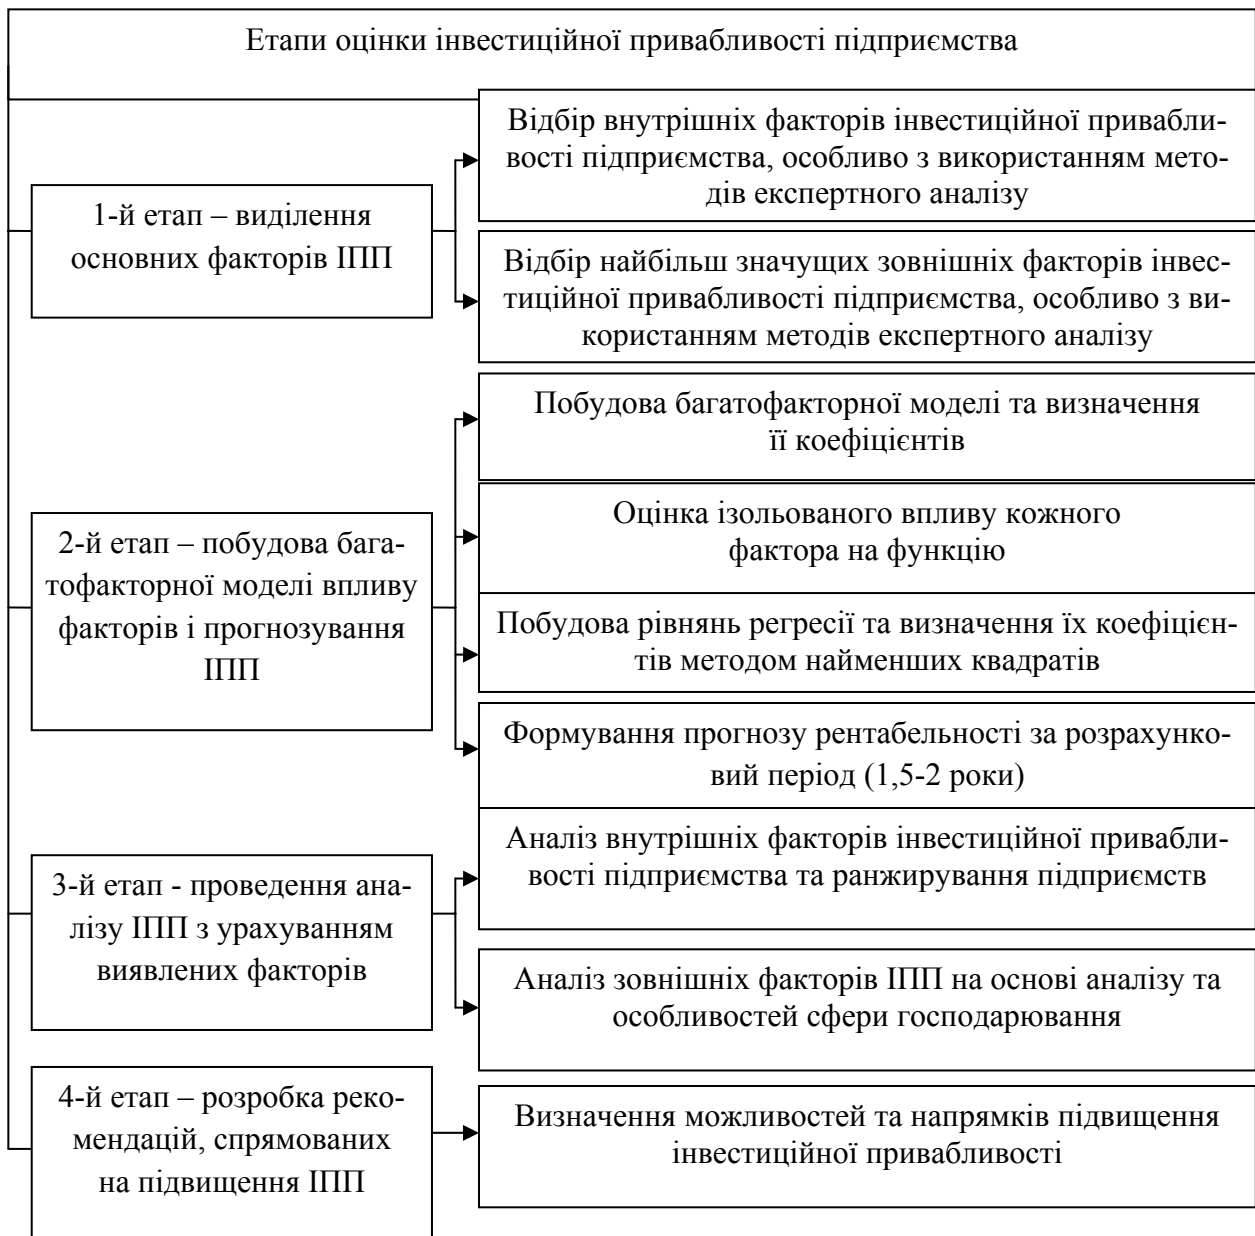 Етапи оцінки інвестиційної привабливості підприємства
1-й етап – виділення
основних факторів ІПП
Відбір внутрішніх факторів інвестиційної привабли-
вості підприємства, особливо з використанням мето-
дів експертного аналізу
Відбір найбільш значущих зовнішніх факторів інвес-
тиційної привабливості підприємства, особливо з ви-
користанням методів експертного аналізу
2-й етап – побудова бага-
тофакторної моделі впливу
факторів і прогнозування
ІПП
Побудова багатофакторної моделі та визначення
її коефіцієнтів
Оцінка ізольованого впливу кожного
фактора на функцію
Побудова рівнянь регресії та визначення їх коефіцієн-
тів методом найменших квадратів
Формування прогнозу рентабельності за розрахунко-
вий період (1,5-2 роки)
3-й етап - проведення ана-
лізу ІПП з урахуванням
виявлених факторів
Аналіз внутрішніх факторів інвестиційної привабли-
вості підприємства та ранжирування підприємств
Аналіз зовнішніх факторів ІПП на основі аналізу та
особливостей сфери господарювання
4-й етап – розробка реко-
мендацій, спрямованих
на підвищення ІПП
Визначення можливостей та напрямків підвищення
інвестиційної привабливості